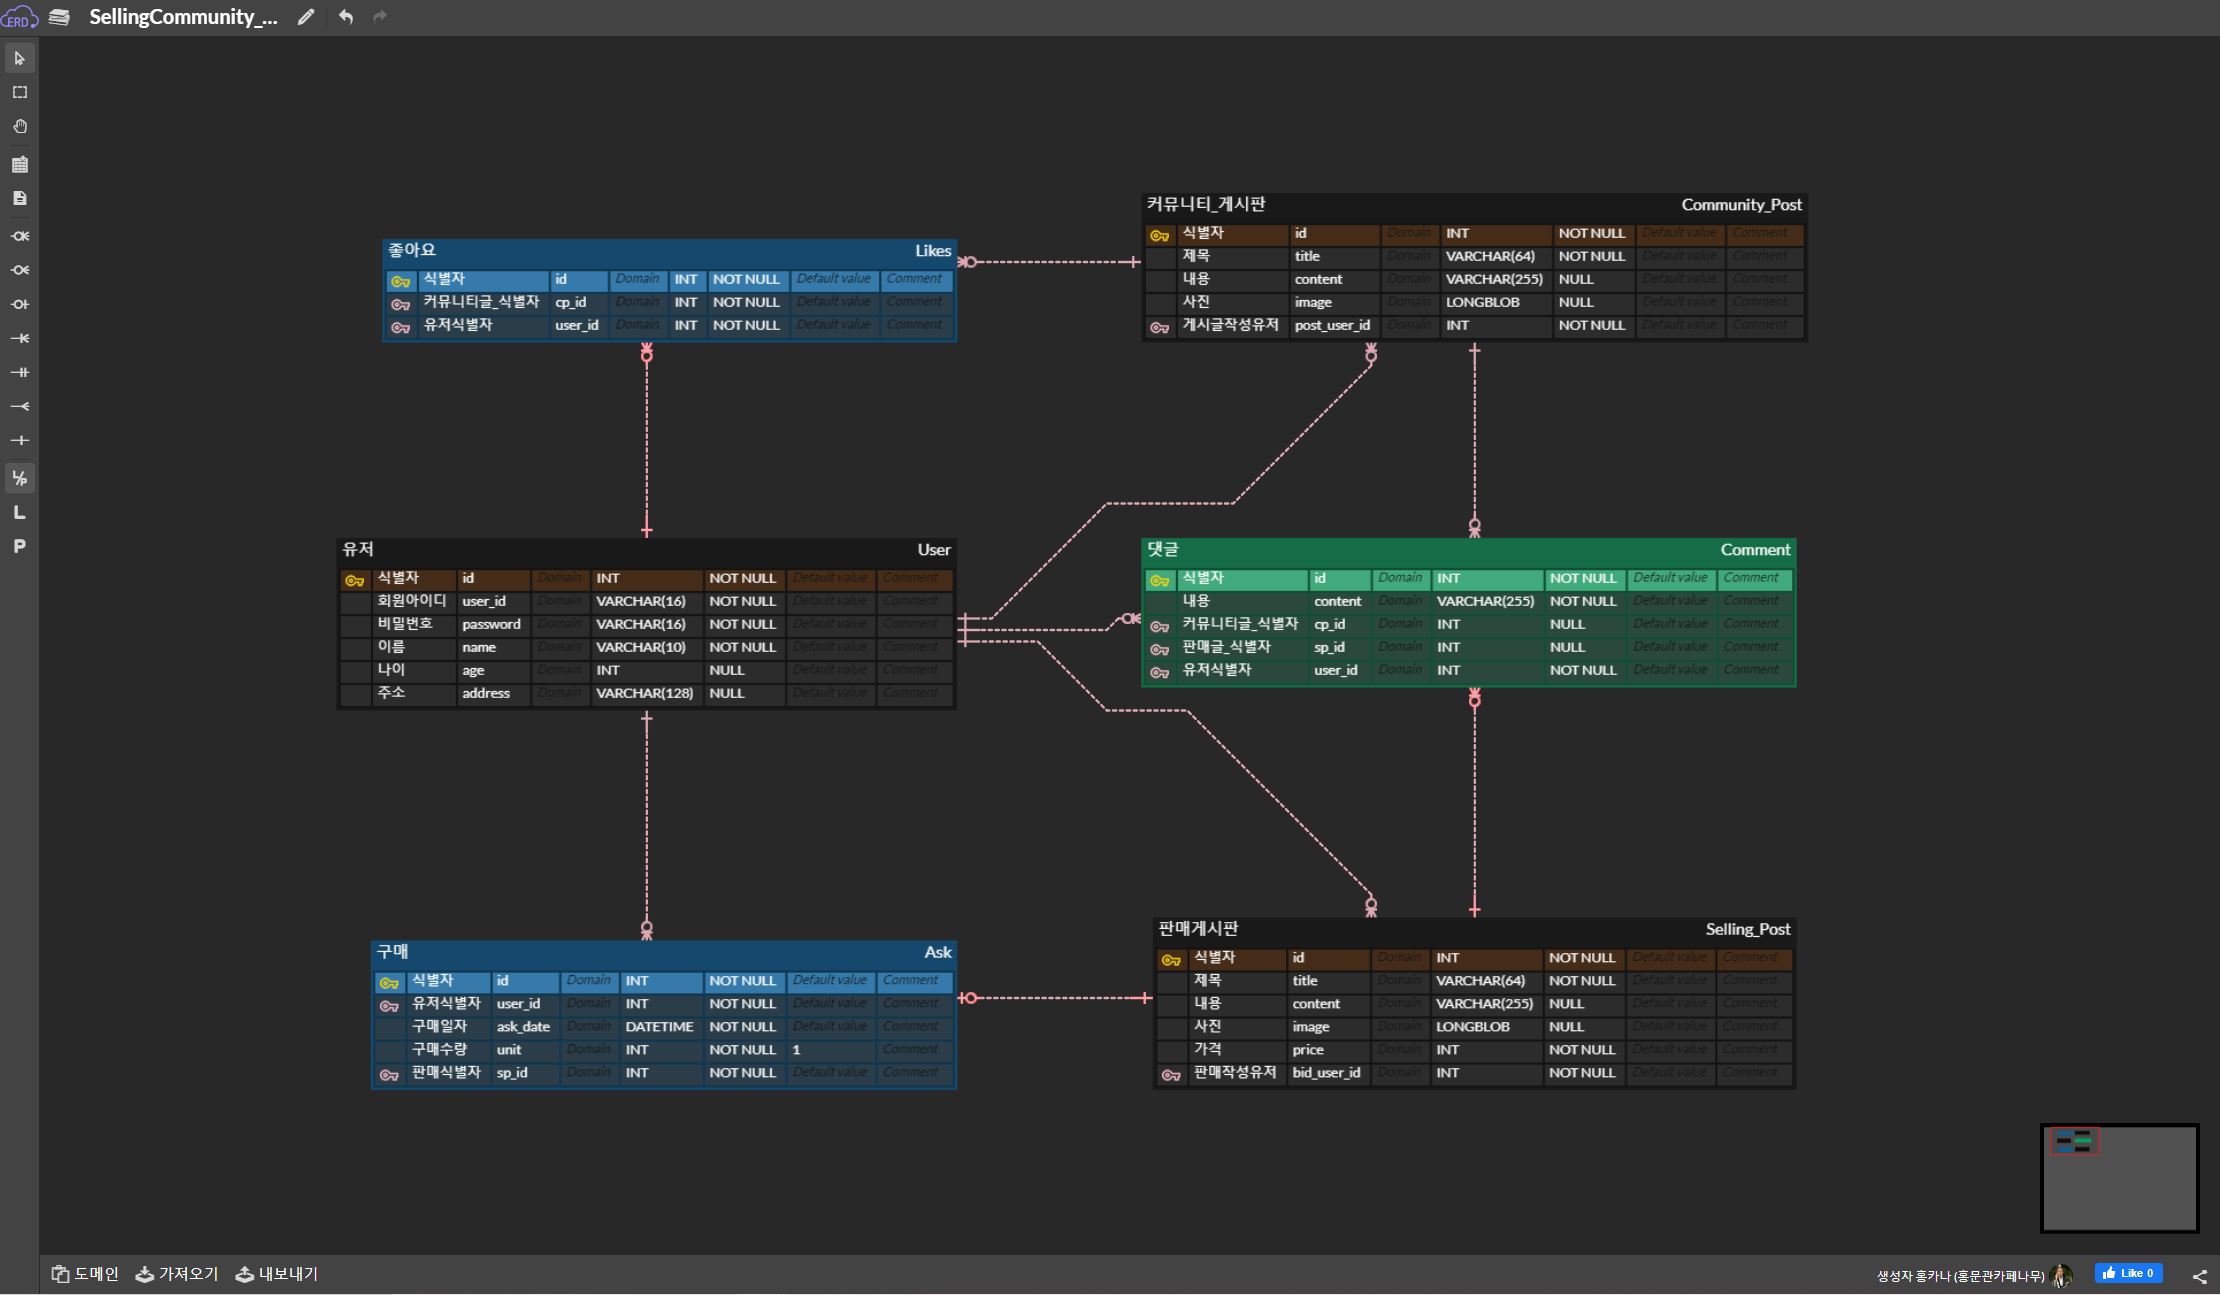 ERD
SellingCommunity_...
좋아요 Likes
식별자 id Domain INT NOT NULL Default value Comment
커뮤니티글_식별자 cp_id Domain INT NOT NULL Default value Comment
유저식별자 user_id Domain INT NOT NULL Default value Comment
커뮤니티_게시판 Community_Post
식별자 id Domain INT NOT NULL Default value Comment
제목 title Domain VARCHAR(64) NOT NULL Default value Comment
내용 content Domain VARCHAR(255) NULL Default value Comment
사진 image Domain LONGBLOB NULL Default value Comment
게시글작성유저 post_user_id Domain INT NOT NULL Default value Comment
유저 User
식별자 id Domain INT NOT NULL Default value Comment
회원아이디 user_id Domain VARCHAR(16) NOT NULL Default value Comment
비밀번호 password Domain VARCHAR(16) NOT NULL Default value Comment
이름 name Domain VARCHAR(10) NOT NULL Default value Comment
나이 age Domain INT NULL Default value Comment
주소 address Domain VARCHAR(128) NULL Default value Comment
댓글 Comment
식별자 id Domain INT NOT NULL Default value Comment
내용 content Domain VARCHAR(255) NOT NULL Default value Comment
커뮤니티글_식별자 cp_id Domain INT NULL Default value Comment
판매글_식별자 sp_id Domain INT NULL Default value Comment
유저식별자 user_id Domain INT NOT NULL Default value Comment
구매 Ask
식별자 id Domain INT NOT NULL Default value Comment
유저식별자 user_id Domain INT NOT NULL Default value Comment
구매일자 ask_date Domain DATETIME NOT NULL Default value Comment
구매수량 unit Domain INT NOT NULL 1 Comment
판매식별자 sp_id Domain INT NOT NULL Default value Comment
판매게시판 Selling_Post
식별자 id Domain INT NOT NULL Default value Comment
제목 title Domain VARCHAR(64) NOT NULL Default value Comment
내용 content Domain VARCHAR(255) NULL Default value Comment
사진 image Domain LONGBLOB NULL Default value Comment
가격 price Domain INT NOT NULL Default value Comment
판매작성유저 bid_user_id Domain INT NOT NULL Default value Comment
L/P
L
P
도메인 가져오기 내보내기
생성자 홍카나 (홍문관카페나무)
Like 0